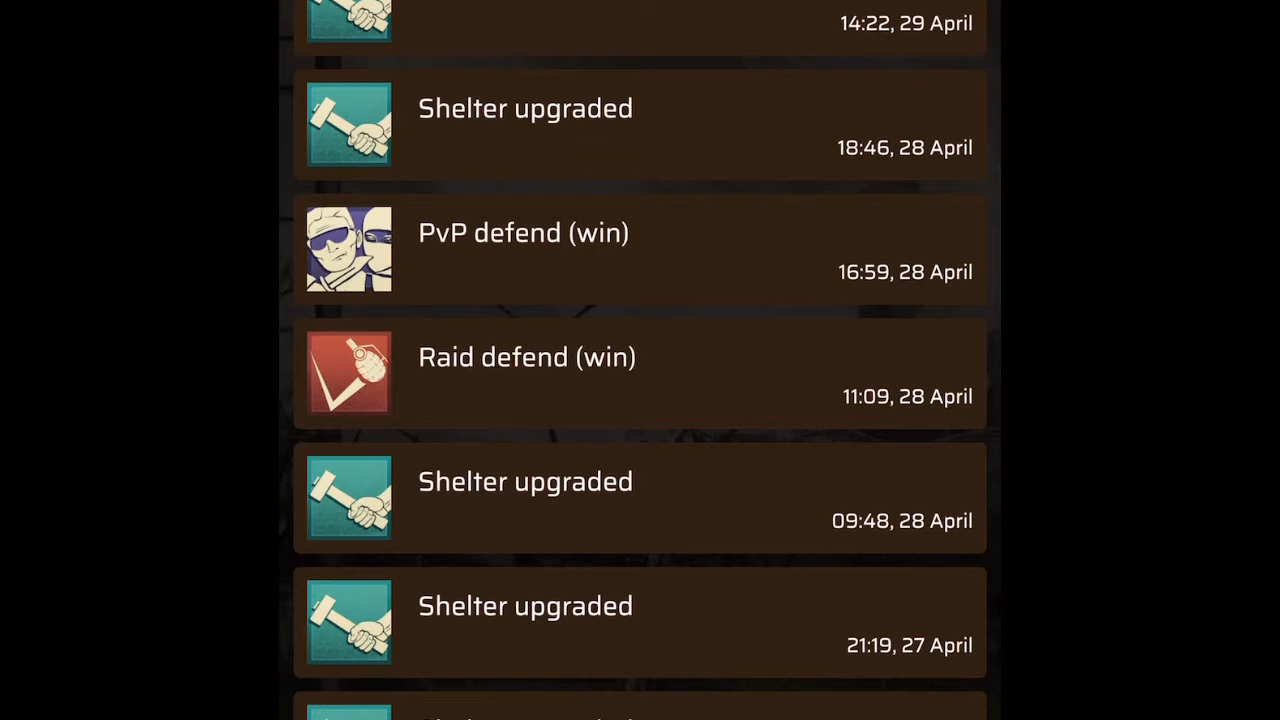 14:22, 29 April
Shelter upgraded
18:46, 28 April
PvP defend (win)
16:59, 28 April
Raid defend (win)
11:09, 28 April
Shelter upgraded
09:48, 28 April
Shelter upgraded
21:19, 27 April